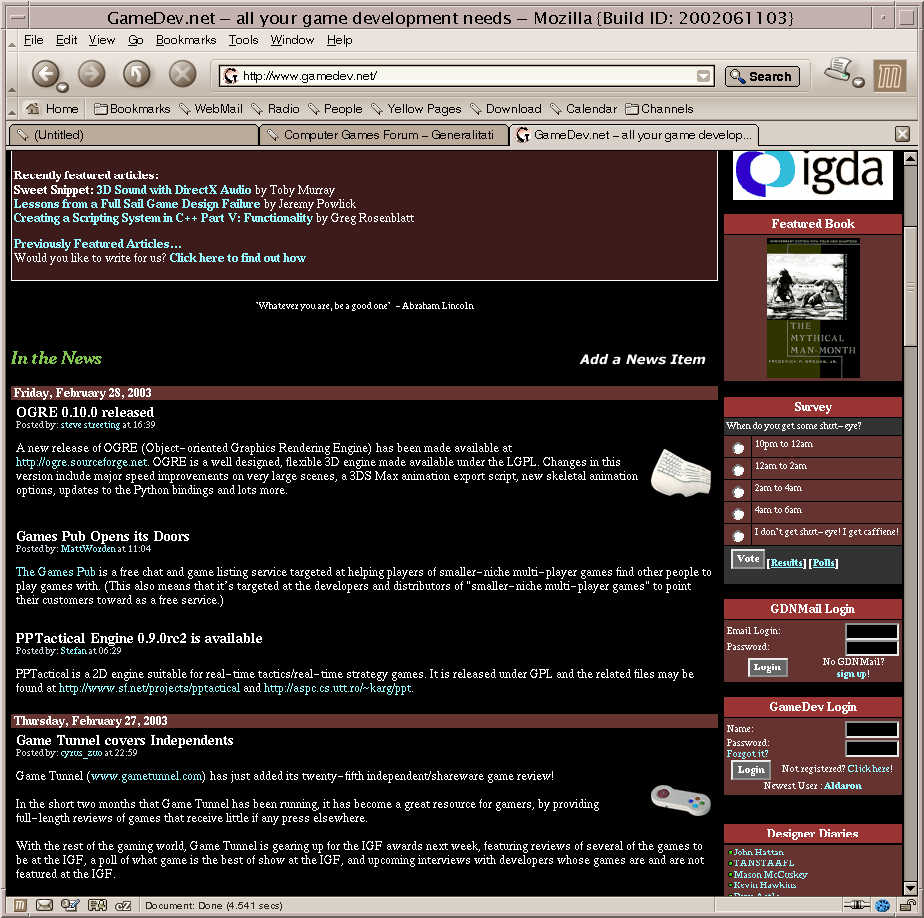 GameDev.net – all your game development needs – Mozilla {Build ID: 2002061103}
File Edit View Go Bookmarks Tools Window Help
http://www.gamedev.net/ Search
Home Bookmarks WebMail Radio People Yellow Pages Download Calendar Channels
(Untitled) Computer Games Forum – Generalitati GameDev.net – all your game develop...
Recently featured articles:
Sweet Snippet: 3D Sound with DirectX Audio by Toby Murray
Lessons from a Full Sail Game Design Failure by Jeremy Powlick
Creating a Scripting System in C++ Part V: Functionality by Greg Rosenblatt
Previously Featured Articles...
Would you like to write for us? Click here to find out how
"Whatever you are, be a good one" – Abraham Lincoln
In the News
Add a News Item
Friday, February 28, 2003
OGRE 0.10.0 released
Posted by: steve streeting at 16:39
A new release of OGRE (Object–oriented Graphics Rendering Engine) has been made available at
http://ogre.sourceforge.net. OGRE is a well designed, flexible 3D engine made available under the LGPL. Changes in this
version include major speed improvements on very large scenes, a 3DS Max animation export script, new skeletal animation
options, updates to the Python bindings and lots more.
Games Pub Opens its Doors
Posted by: MattWorden at 11:04
The Games Pub is a free chat and game listing service targeted at helping players of smaller–niche multi–player games find other people to
play games with. (This also means that it's targeted at the developers and distributors of "smaller–niche multi–player games" to point
their customers toward as a free service.)
PPTactical Engine 0.9.0rc2 is available
Posted by: Stefan at 06:29
PPTactical is a 2D engine suitable for real–time tactics/real–time strategy games. It is released under GPL and the related files may be
found at http://www.sf.net/projects/pptactical and http://aspc.cs.utt.ro/~karg/ppt.
Thursday, February 27, 2003
Game Tunnel covers Independents
Posted by: cyrus_zuo at 22:59
Game Tunnel (www.gametunnel.com) has just added its twenty–fifth independent/shareware game review!
In the short two months that Game Tunnel has been running, it has become a great resource for gamers, by providing
full–length reviews of games that receive little if any press elsewhere.
With the rest of the gaming world, Game Tunnel is gearing up for the IGF awards next week, featuring reviews of several of the games to
be at the IGF, a poll of what game is the best of show at the IGF, and upcoming interviews with developers whose games are and are not
featured at the IGF.
igda
Featured Book
THE
MYTHICAL
MAN-MONTH
FREDERICK P. BROOKS, JR.
Survey
When do you get some shut–eye?
10pm to 12am
12am to 2am
2am to 4am
4am to 6am
I don't get shut–eye! I get caffiene!
Vote [Results] [Polls]
GDNMail Login
Email Login:
Password:
Login No GDNMail?
sign up!
GameDev Login
Name:
Password:
Forgot it?
Login Not registered? Click here!
Newest User : Aldaron
Designer Diaries
John Hattan
TANSTAAFL
Mason McCuskey
Kevin Hawkins
Document: Done (4.541 secs)